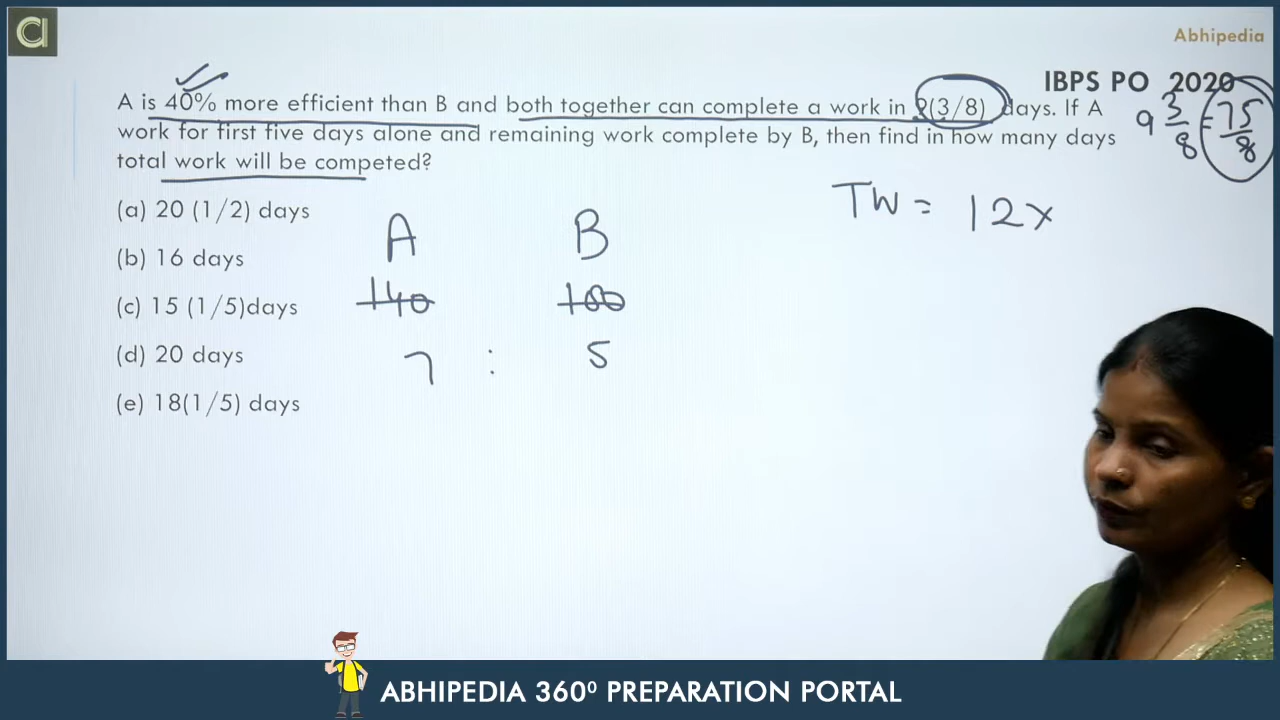 a
Abhipedia
IBPS PO 2020
A is 40% more efficient than B and both together can complete a work in 9(3/8) days. If A
work for first five days alone and remaining work complete by B, then find in how many days
total work will be competed?
9 3/8 = 75/8
TW = 12x
(a) 20 (1/2) days
(b) 16 days
(c) 15 (1/5)days
(d) 20 days
(e) 18(1/5) days
A B
140 100
7 : 5
ABHIPEDIA 360⁰ PREPARATION PORTAL